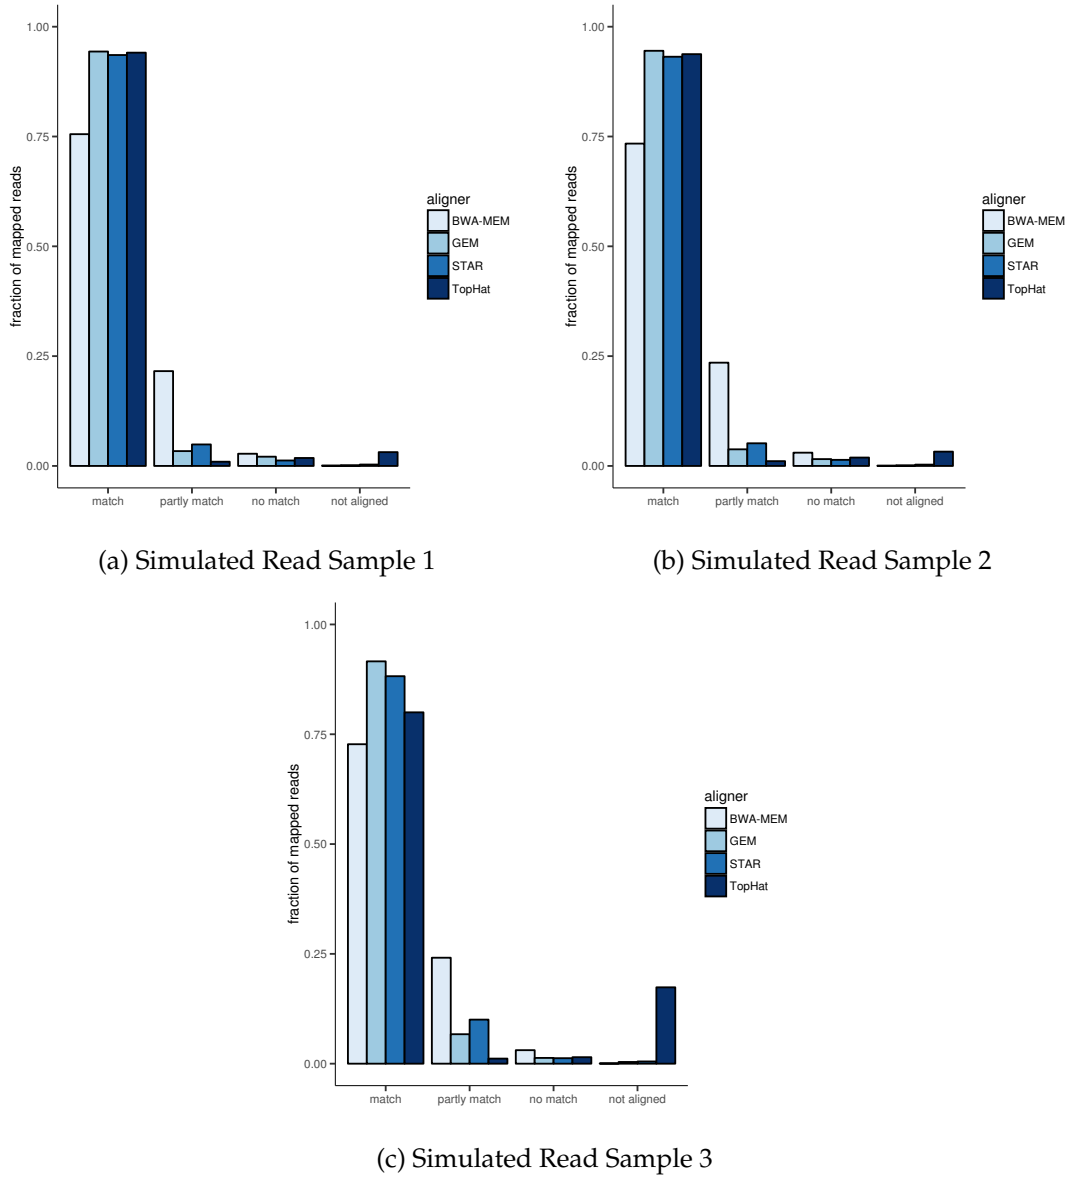 1.00
0.75
0.50
0.25
0.00
fraction of mapped reads
match
partly match
no match
not aligned
aligner
BWA-MEM
GEM
STAR
TopHat
(a) Simulated Read Sample 1
1.00
0.75
0.50
0.25
0.00
fraction of mapped reads
match
partly match
no match
not aligned
aligner
BWA-MEM
GEM
STAR
TopHat
(b) Simulated Read Sample 2
1.00
0.75
0.50
0.25
0.00
fraction of mapped reads
match
partly match
no match
not aligned
aligner
BWA-MEM
GEM
STAR
TopHat
(c) Simulated Read Sample 3